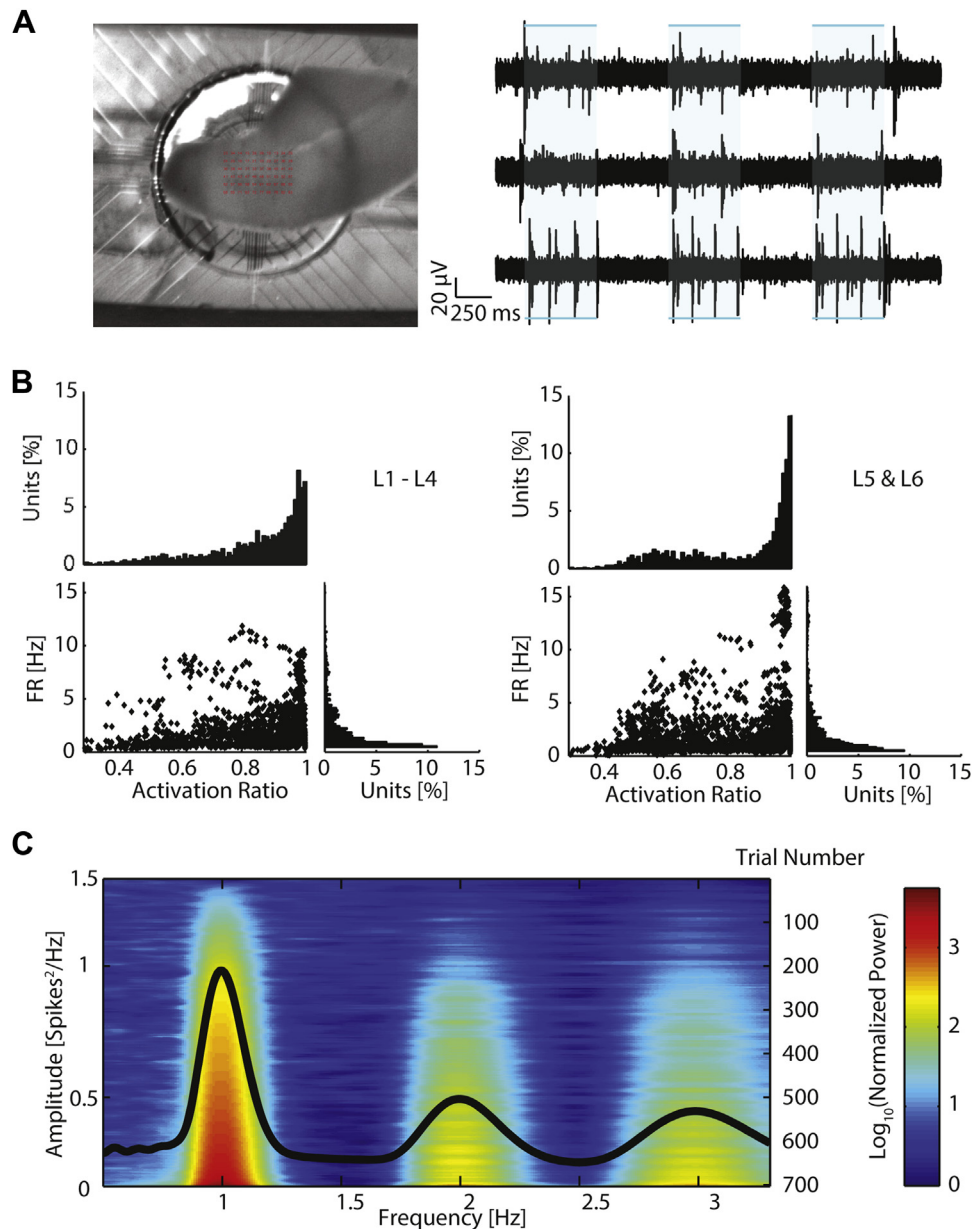 A
20 µV
250 ms
B
15
10
5
0
Units [%]
L1 - L4
15
10
5
0
FR [Hz]
0.4
0.6
0.8
1
Activation Ratio
0
5
10
15
Units [%]
15
10
5
0
Units [%]
L5 & L6
15
10
5
0
FR [Hz]
0.4
0.6
0.8
1
Activation Ratio
0
5
10
15
Units [%]
C
Trial Number
1.5
1
0.5
0
Amplitude [Spikes²/Hz]
1
1.5
2
2.5
3
Frequency [Hz]
100
200
300
400
500
600
700
3
2
1
0
Log₁₀(Normalized Power)